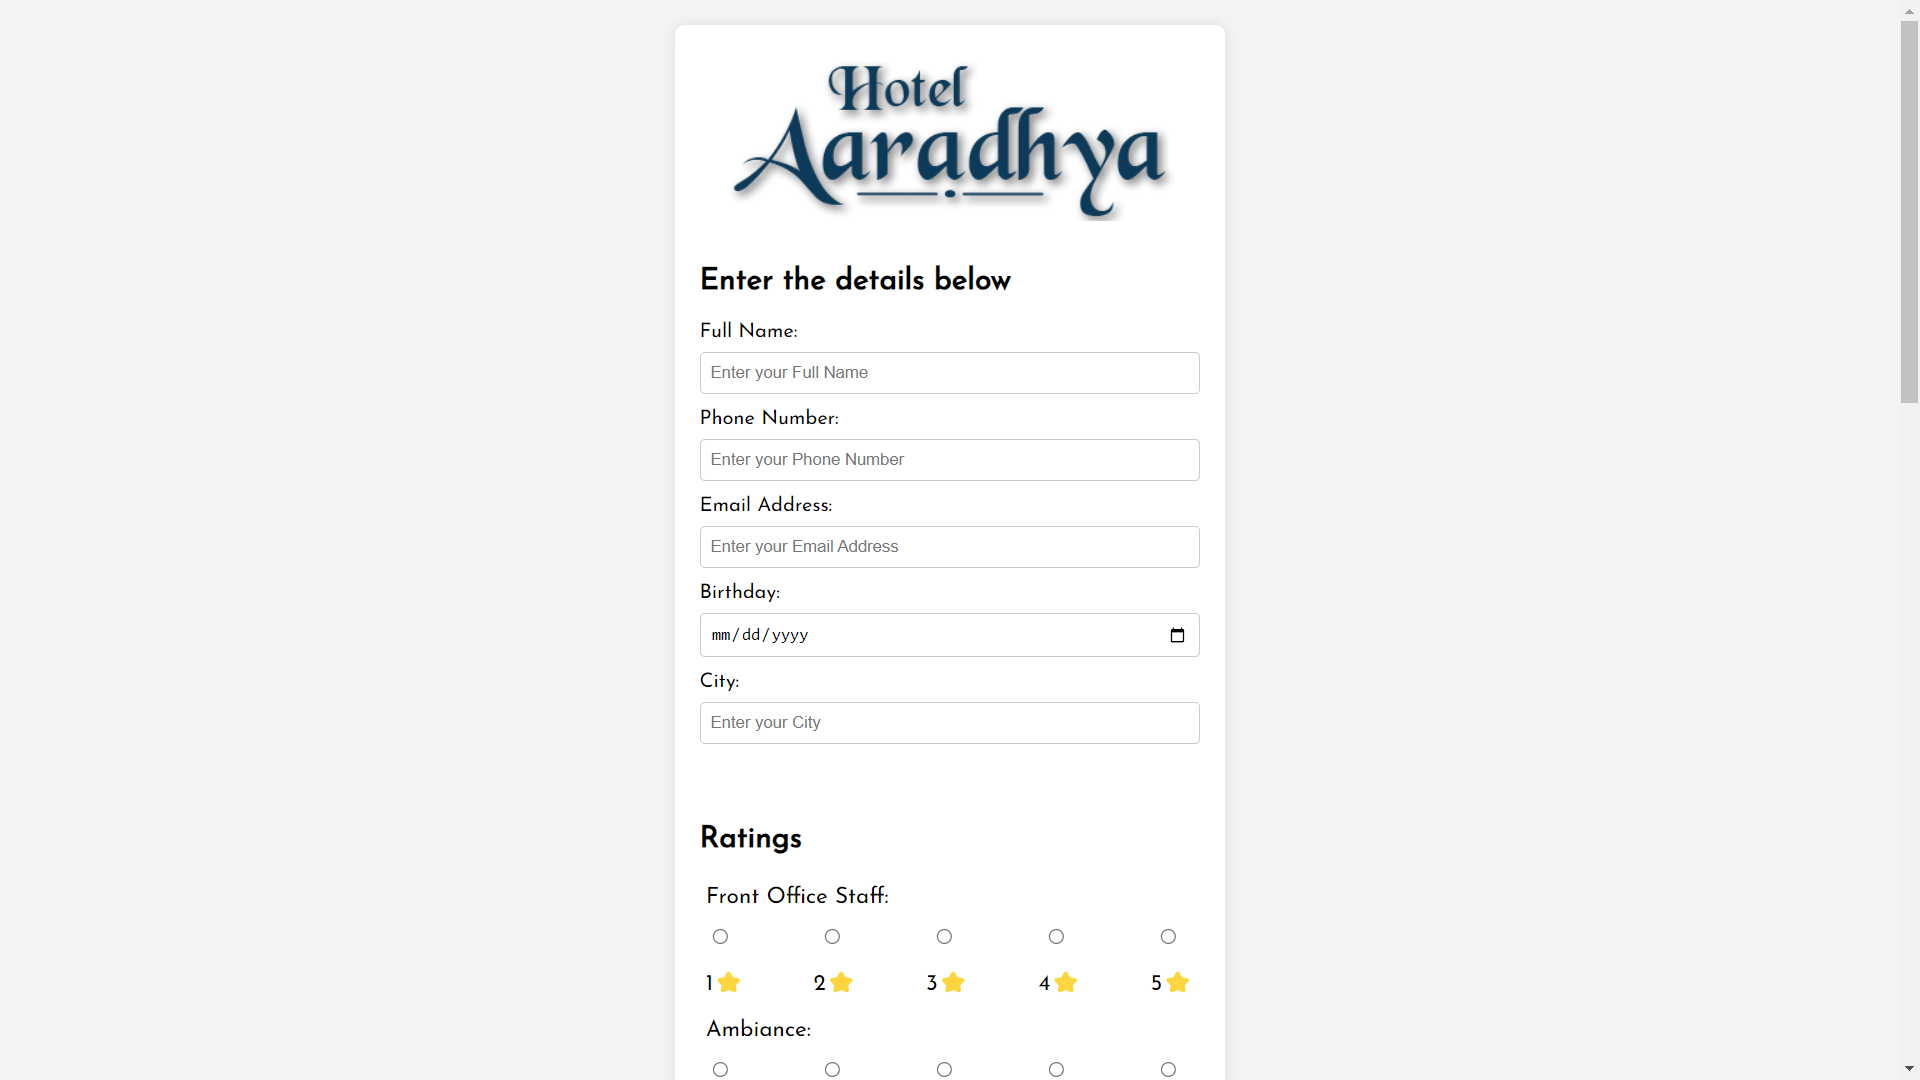 Hotel
Aaradhya
Enter the details below
Full Name:
Enter your Full Name
Phone Number:
Enter your Phone Number
Email Address:
Enter your Email Address
Birthday:
mm/dd/yyyy
City:
Enter your City
Ratings
Front Office Staff:
1 2 3 4 5
Ambiance: